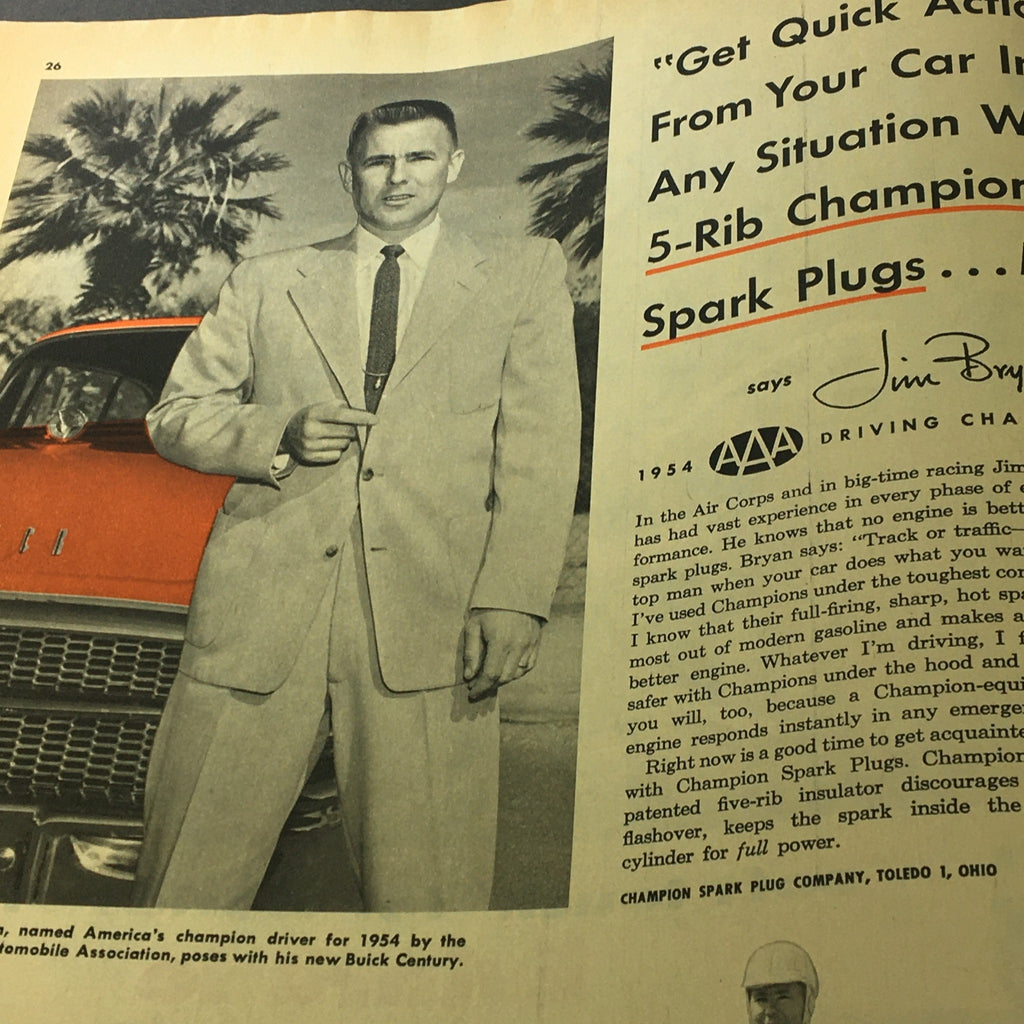 26
"Get Quick
From Your Car
Any Situation
5-Rib
Spark Plugs ...
says Jim
1954 AAA DRIVING
In the Air Corps and in big-time racing Jim
has had vast experience in every phase of
formance. He knows that no engine is
spark plugs. Bryan says: "Track or traffic—
top man when your car does what you
I've used Champions under the toughest
I know that their full-firing, sharp, hot
most out of modern gasoline and makes a
better engine. Whatever I'm driving, I
safer with Champions under the hood and
you will, too, because a
engine responds instantly in any
Right now is a good time to get
with Champion Spark Plugs.
patented five-rib insulator discourages
flashover, keeps the spark inside the
cylinder for full power.
CHAMPION SPARK PLUG COMPANY, TOLEDO 1, OHIO
named America's champion driver for 1954 by the
Association, poses with his new Buick Century.